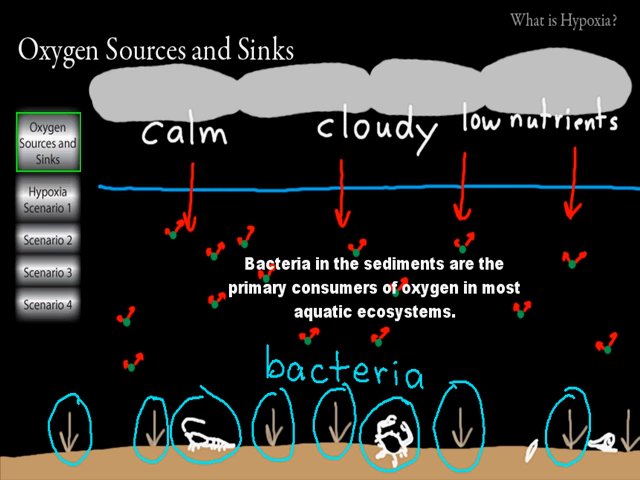 What is Hypoxia?
Oxygen Sources and Sinks
calm cloudy low nutrients
Oxygen
Sources and
Sinks
Hypoxia
Scenario 1
Scenario 2
Scenario 3
Scenario 4
Bacteria in the sediments are the
primary consumers of oxygen in most
aquatic ecosystems.
bacteria